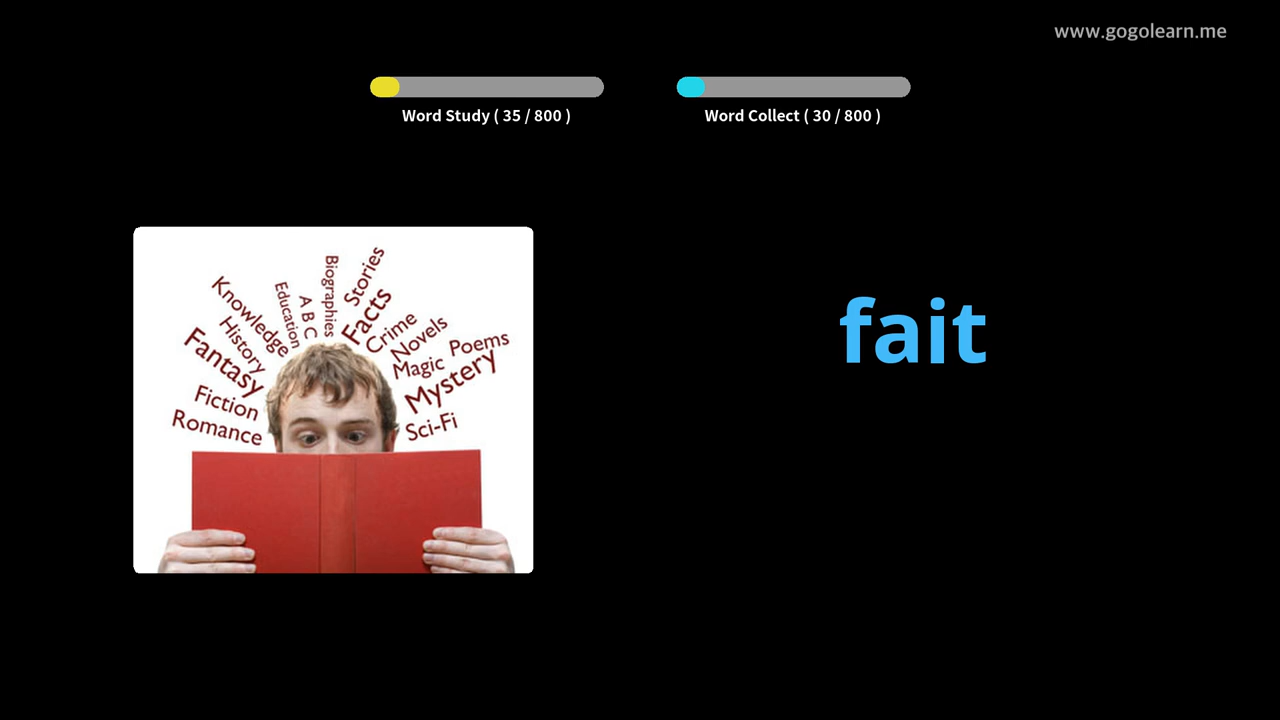 www.gogolearn.me
Word Study ( 35 / 800 )
Word Collect ( 30 / 800 )
Biographies
Stories
Education
A B C
Facts
Knowledge
Crime
History
Novels
Fantasy
Magic
Poems
Mystery
Fiction
Romance
Sci-Fi
fait